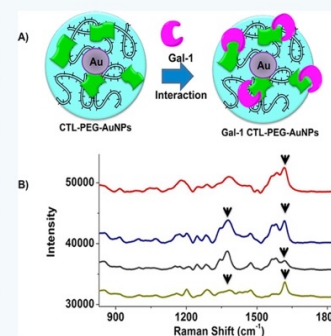 A)
Au
Gal-1
Interaction
Au
CTL-PEG-AuNPs
Gal-1 CTL-PEG-AuNPs
B)
Intensity
50000
40000
30000
900
1200
1500
1800
Raman Shift (cm⁻¹)